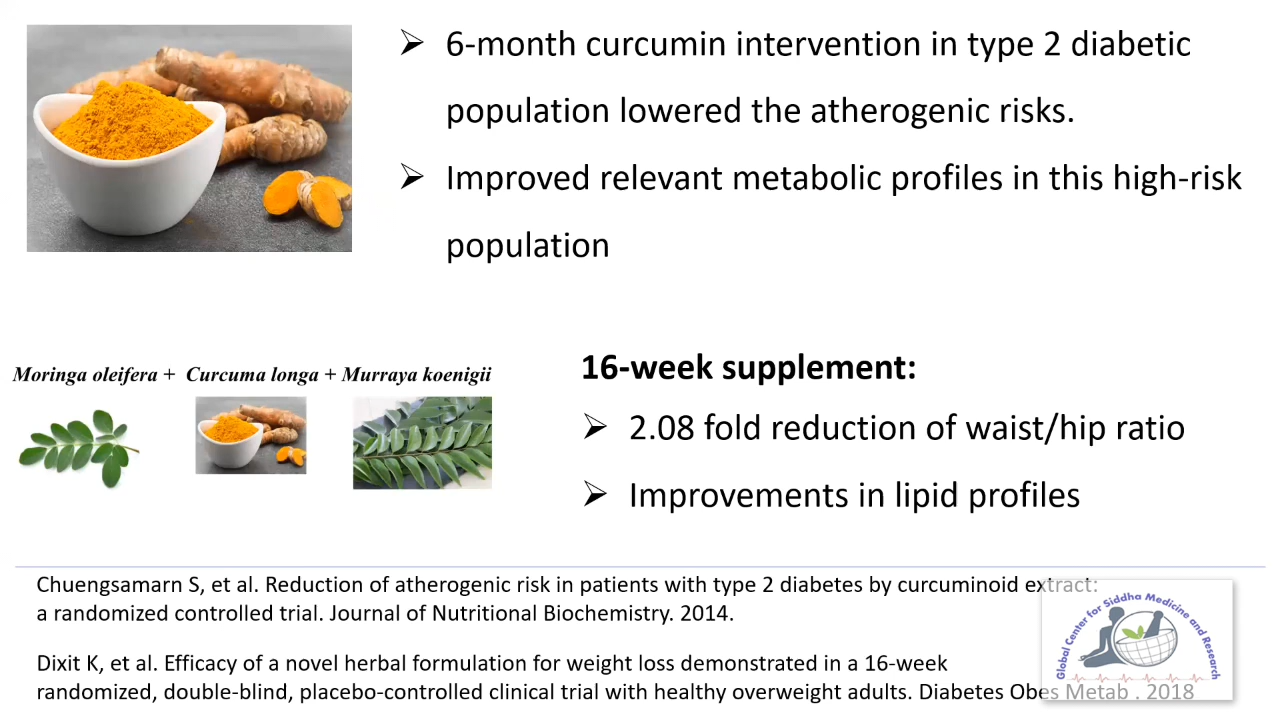 ➢ 6-month curcumin intervention in type 2 diabetic
population lowered the atherogenic risks.
➢ Improved relevant metabolic profiles in this high-risk
population
Moringa oleifera + Curcuma longa + Murraya koenigii
16-week supplement:
➢ 2.08 fold reduction of waist/hip ratio
➢ Improvements in lipid profiles
Chuengsamarn S, et al. Reduction of atherogenic risk in patients with type 2 diabetes by curcuminoid extract:
a randomized controlled trial. Journal of Nutritional Biochemistry. 2014.
Dixit K, et al. Efficacy of a novel herbal formulation for weight loss demonstrated in a 16-week
randomized, double-blind, placebo-controlled clinical trial with healthy overweight adults. Diabetes Obes Metab . 2018
Global Center for Siddha Medicine and Research